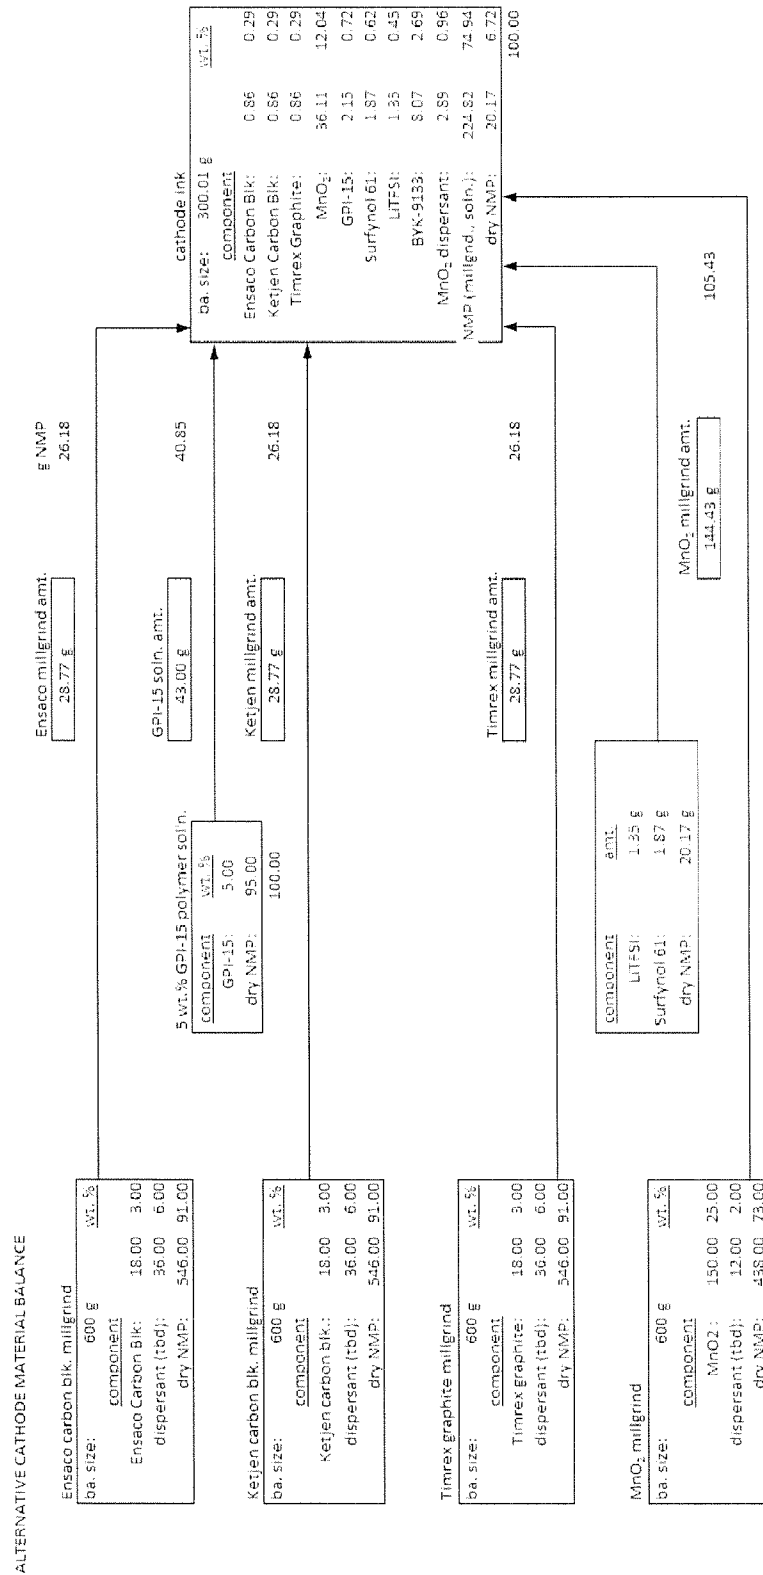 ALTERNATIVE CATHODE MATERIAL BALANCE
Ensaco carbon blk. millgrind
ba. size: 600 g wt. %
component
Ensaco Carbon Blk: 18.00 3.00
dispersant (tbd): 36.00 6.00
dry NMP: 546.00 91.00
Ketjen carbon blk. millgrind
ba. size: 600 g wt. %
component
Ketjen carbon blk.: 18.00 3.00
dispersant (tbd): 36.00 6.00
dry NMP: 546.00 91.00
Timrex graphite millgrind
ba. size: 600 g wt. %
component
Timrex graphite: 18.00 3.00
dispersant (tbd): 36.00 6.00
dry NMP: 546.00 91.00
MnO₂ millgrind
ba. size: 600 g wt. %
component
MnO2 : 150.00 25.00
dispersant (tbd): 12.00 2.00
dry NMP: 438.00 73.00
5 wt.% GPI-15 polymer sol'n.
component wt. %
GPI-15: 5.00
dry NMP: 95.00
100.00
component amt.
LiTFSI: 1.35 g
Surfynol 61: 1.87 g
dry NMP: 20.17 g
Ensaco millgrind amt.
28.77 g
GPI-15 soln. amt.
43.00 g
Ketjen millgrind amt.
28.77 g
Timrex millgrind amt.
28.77 g
MnO₂ millgrind amt.
144.43 g
g NMP
26.18
40.85
26.18
26.18
105.43
cathode ink
ba. size: 300.01 g wt. %
component
Ensaco Carbon Blk: 0.86 0.29
Ketjen Carbon Blk: 0.86 0.29
Timrex Graphite: 0.86 0.29
MnO₂: 36.11 12.04
GPI-15: 2.15 0.72
Surfynol 61: 1.87 0.62
LiTFSI: 1.35 0.45
BYK-9133: 8.07 2.69
MnO₂ dispersant: 2.89 0.96
NMP (millgnd., soln.): 224.82 74.94
dry NMP: 20.17 6.72
100.00